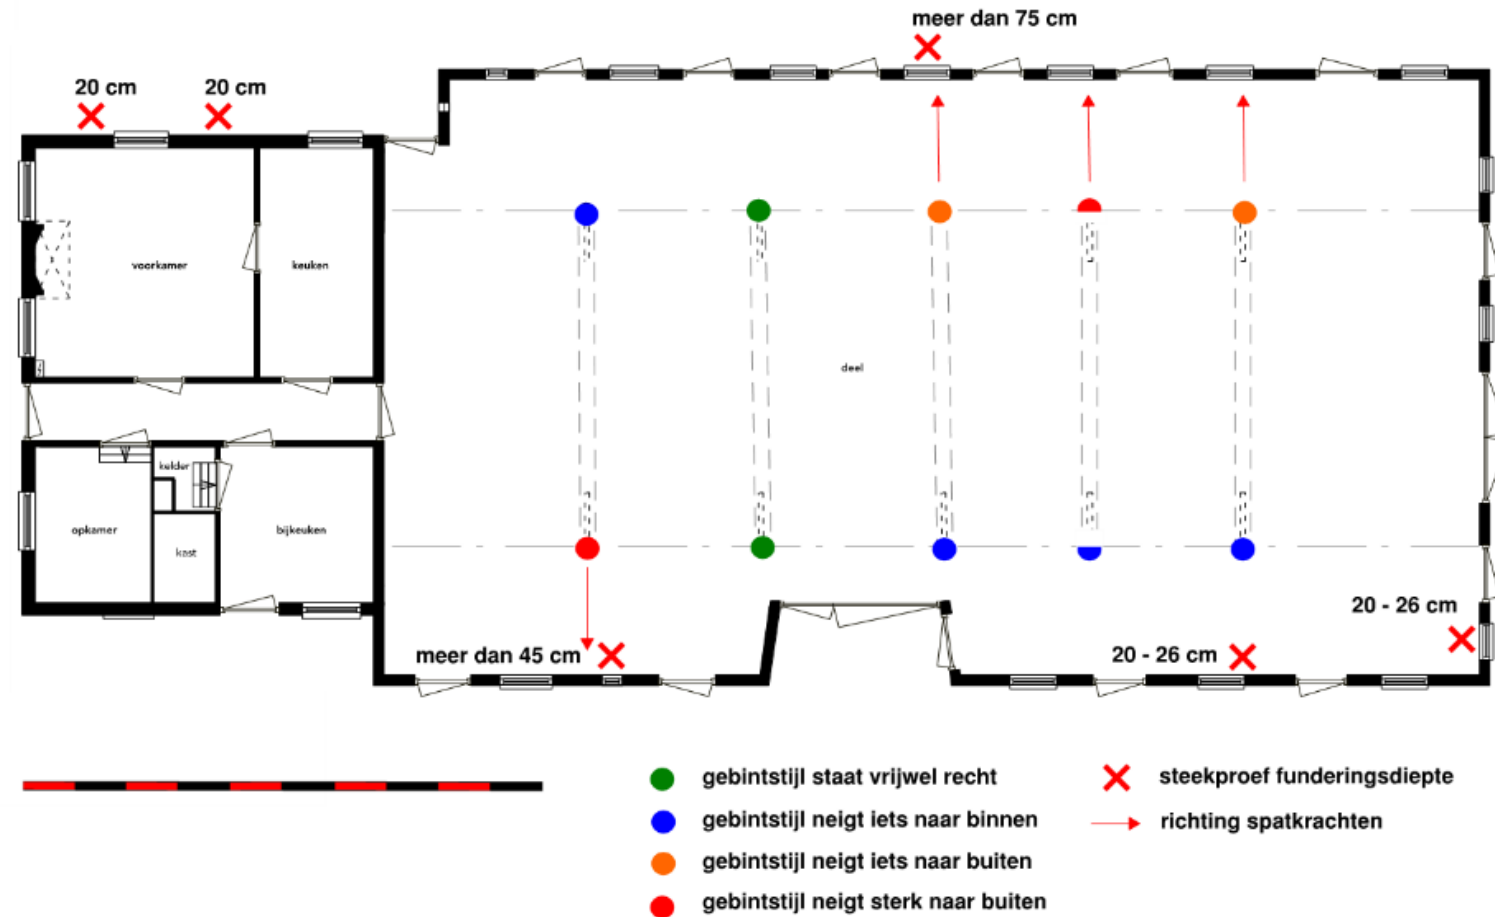 meer dan 75 cm
20 cm
20 cm
voorkamer
keuken
deel
kelder
opkamer
kast
bijkeuken
meer dan 45 cm
20 - 26 cm
20 - 26 cm
gebintstijl staat vrijwel recht
gebintstijl neigt iets naar binnen
gebintstijl neigt iets naar buiten
gebintstijl neigt sterk naar buiten
steekproef funderingsdiepte
richting spatkrachten